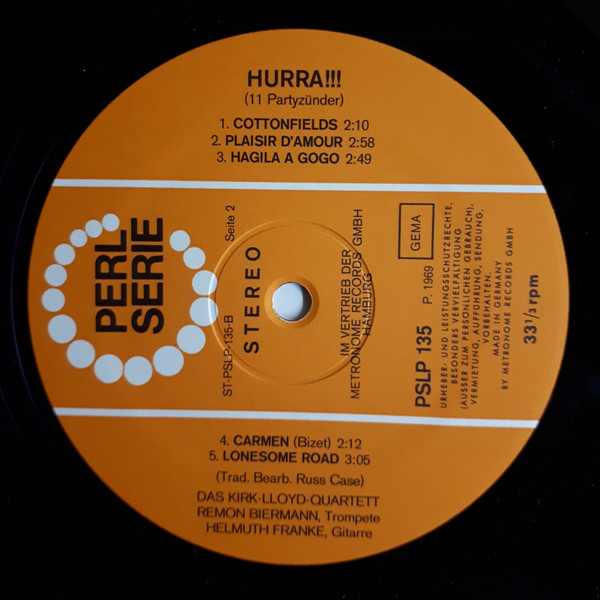 HURRA!!!
(11 Partyzünder)
1. COTTONFIELDS 2:10
2. PLAISIR D'AMOUR 2:58
3. HAGILA A GOGO 2:49
PERL
SERIE
ST-PSLP-135-B
Seite 2
STEREO
IM VERTRIEB DER
METRONOME RECORDS GMBH
HAMBURG
GEMA
PSLP 135
P. 1969
URHEBER- UND LEISTUNGSSCHUTZRECHTE,
BESONDERS VERVIELFÄLTIGUNG
(AUSSER ZUM PERSÖNLICHEN GEBRAUCH),
VERMIETUNG, AUFFÜHRUNG, SENDUNG,
VORBEHALTEN.
MADE IN GERMANY
BY METRONOME RECORDS GMBH
33 1/3 rpm
4. CARMEN (Bizet) 2:12
5. LONESOME ROAD 3:05
(Trad. Bearb. Russ Case)
DAS KIRK-LLOYD-QUARTETT
REMON BIERMANN, Trompete
HELMUTH FRANKE, Gitarre